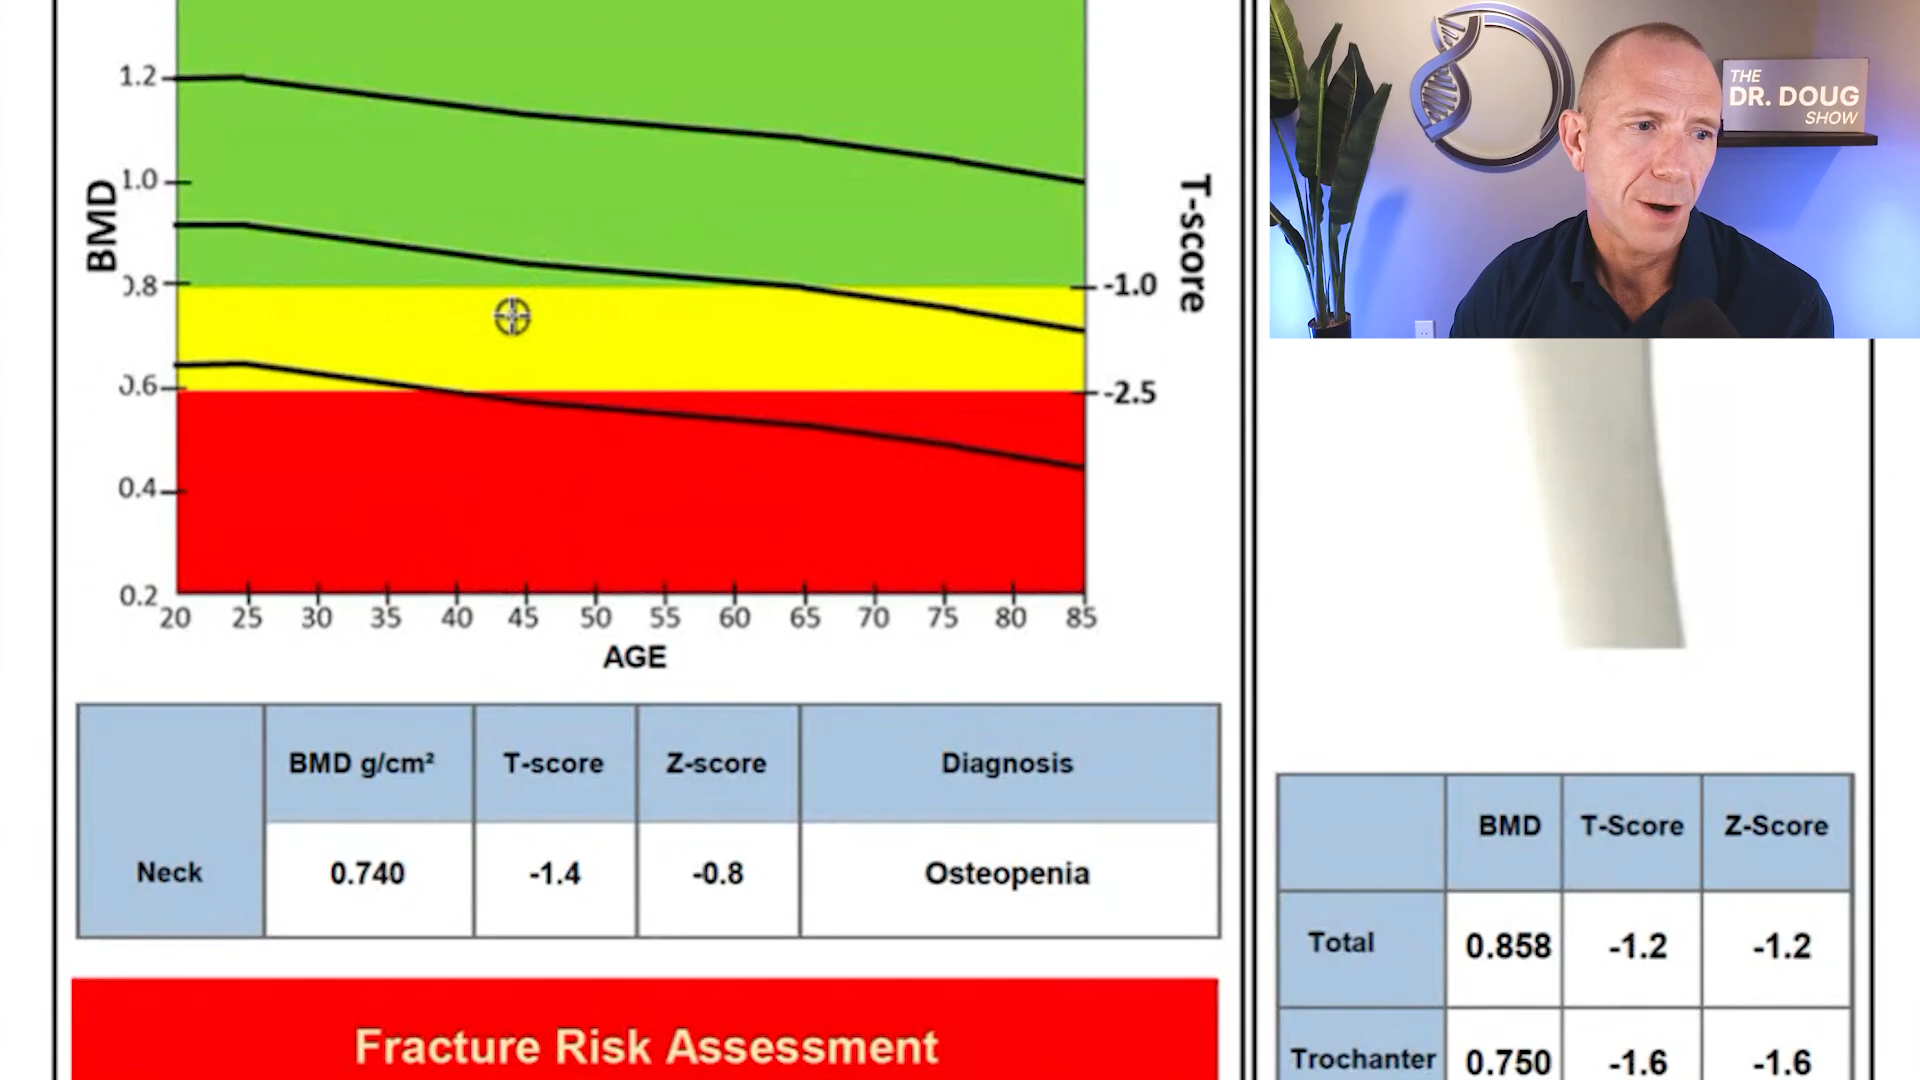 1.2
1.0
0.8
0.6
0.4
0.2
BMD
T-score
-1.0
-2.5
20 25 30 35 40 45 50 55 60 65 70 75 80 85
AGE
THE
DR. DOUG
SHOW
BMD g/cm² T-score Z-score Diagnosis
Neck 0.740 -1.4 -0.8 Osteopenia
Fracture Risk Assessment
BMD T-Score Z-Score
Total 0.858 -1.2 -1.2
Trochanter 0.750 -1.6 -1.6